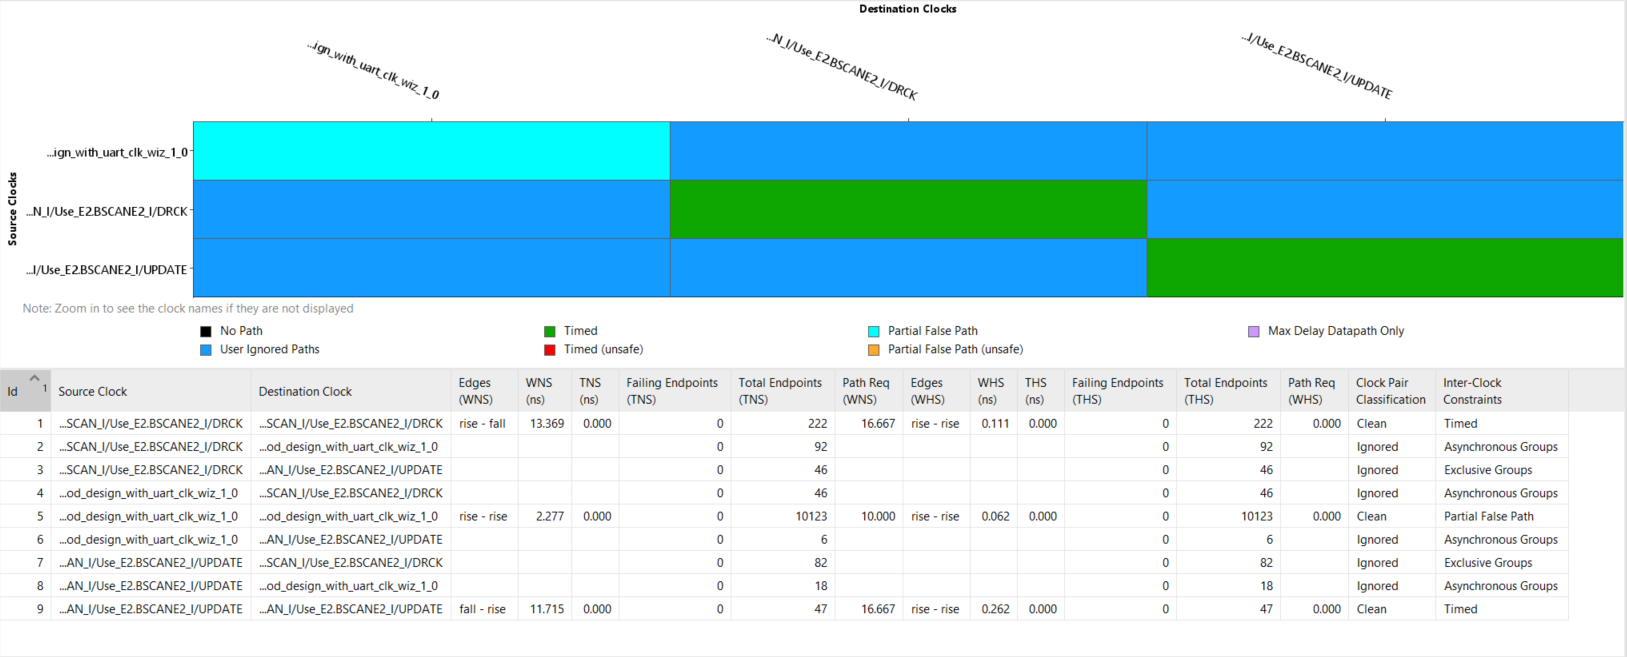 Destination Clocks
...ign_with_uart_clk_wiz_1_0
...N_I/Use_E2.BSCANE2_I/DRCK
...I/Use_E2.BSCANE2_I/UPDATE
Source Clocks
...ign_with_uart_clk_wiz_1_0
...N_I/Use_E2.BSCANE2_I/DRCK
...I/Use_E2.BSCANE2_I/UPDATE
Note: Zoom in to see the clock names if they are not displayed
No Path Timed Partial False Path Max Delay Datapath Only
User Ignored Paths Timed (unsafe) Partial False Path (unsafe)
Id 1 Source Clock Destination Clock Edges (WNS) WNS (ns) TNS (ns) Failing Endpoints (TNS) Total Endpoints (TNS) Path Req (WNS) Edges (WHS) WHS (ns) THS (ns) Failing Endpoints (THS) Total Endpoints (THS) Path Req (WHS) Clock Pair Classification Inter-Clock Constraints
1 ...SCAN_I/Use_E2.BSCANE2_I/DRCK ...SCAN_I/Use_E2.BSCANE2_I/DRCK rise - fall 13.369 0.000 0 222 16.667 rise - rise 0.111 0.000 0 222 0.000 Clean Timed
2 ...SCAN_I/Use_E2.BSCANE2_I/DRCK ...od_design_with_uart_clk_wiz_1_0 0 92 0 92 Ignored Asynchronous Groups
3 ...SCAN_I/Use_E2.BSCANE2_I/DRCK ...AN_I/Use_E2.BSCANE2_I/UPDATE 0 46 0 46 Ignored Exclusive Groups
4 ...od_design_with_uart_clk_wiz_1_0 ...SCAN_I/Use_E2.BSCANE2_I/DRCK 0 46 0 46 Ignored Asynchronous Groups
5 ...od_design_with_uart_clk_wiz_1_0 ...od_design_with_uart_clk_wiz_1_0 rise - rise 2.277 0.000 0 10123 10.000 rise - rise 0.062 0.000 0 10123 0.000 Clean Partial False Path
6 ...od_design_with_uart_clk_wiz_1_0 ...AN_I/Use_E2.BSCANE2_I/UPDATE 0 6 0 6 Ignored Asynchronous Groups
7 ...AN_I/Use_E2.BSCANE2_I/UPDATE ...SCAN_I/Use_E2.BSCANE2_I/DRCK 0 82 0 82 Ignored Exclusive Groups
8 ...AN_I/Use_E2.BSCANE2_I/UPDATE ...od_design_with_uart_clk_wiz_1_0 0 18 0 18 Ignored Asynchronous Groups
9 ...AN_I/Use_E2.BSCANE2_I/UPDATE ...AN_I/Use_E2.BSCANE2_I/UPDATE fall - rise 11.715 0.000 0 47 16.667 rise - rise 0.262 0.000 0 47 0.000 Clean Timed